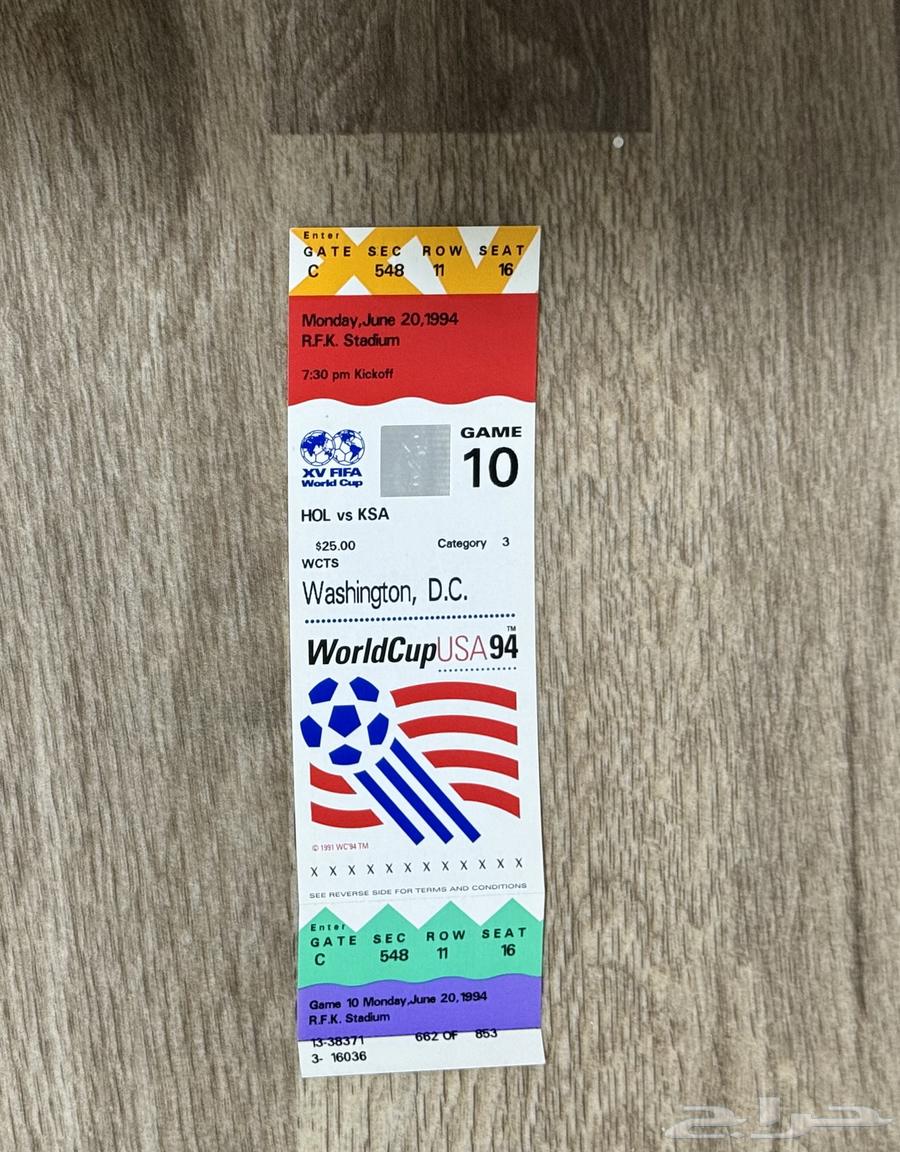 Enter
GATE SEC ROW SEAT
C 548 11 16
Monday,June 20,1994
R.F.K. Stadium
7:30 pm Kickoff
XV FIFA
World Cup
GAME
10
HOL vs KSA
$25.00 Category 3
WCTS
Washington, D.C.
WorldCupUSA94 TM
© 1991 WC'94 TM
X X X X X X X X X X X X
SEE REVERSE SIDE FOR TERMS AND CONDITIONS
Enter
GATE SEC ROW SEAT
C 548 11 16
Game 10 Monday,June 20,1994
R.F.K. Stadium
13-38371 662 OF 853
3- 16036
حراج